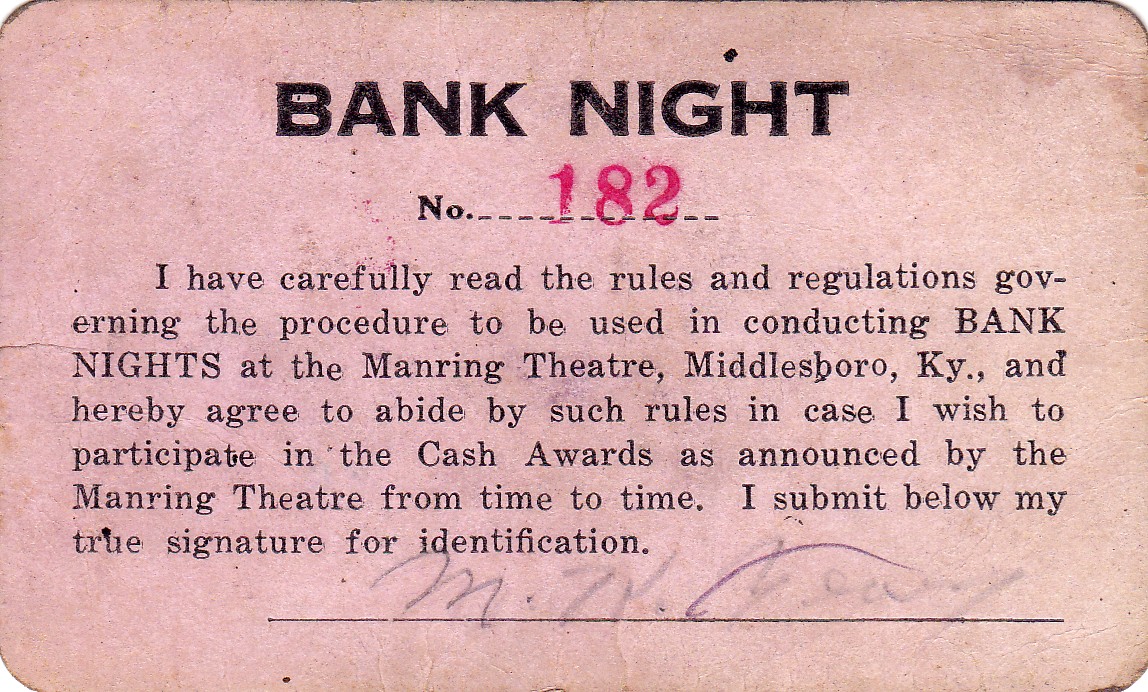 BANK NIGHT
No. 182
I have carefully read the rules and regulations gov-
erning the procedure to be used in conducting BANK
NIGHTS at the Manring Theatre, Middlesboro, Ky., and
hereby agree to abide by such rules in case I wish to
participate in the Cash Awards as announced by the
Manring Theatre from time to time. I submit below my
true signature for identification.
M.